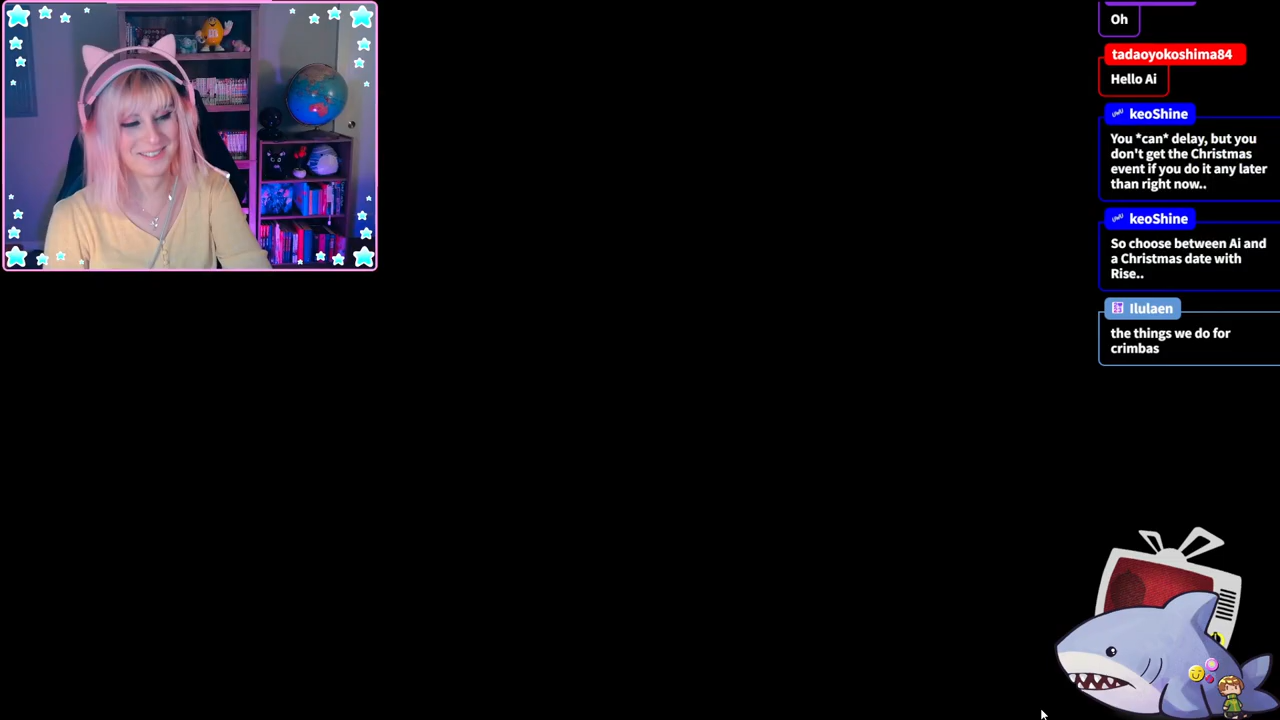 Oh
tadaoyokoshima84
Hello Ai
keoShine
You *can* delay, but you
don't get the Christmas
event if you do it any later
than right now..
keoShine
So choose between Ai and
a Christmas date with
Rise..
Ilulaen
the things we do for
crimbas